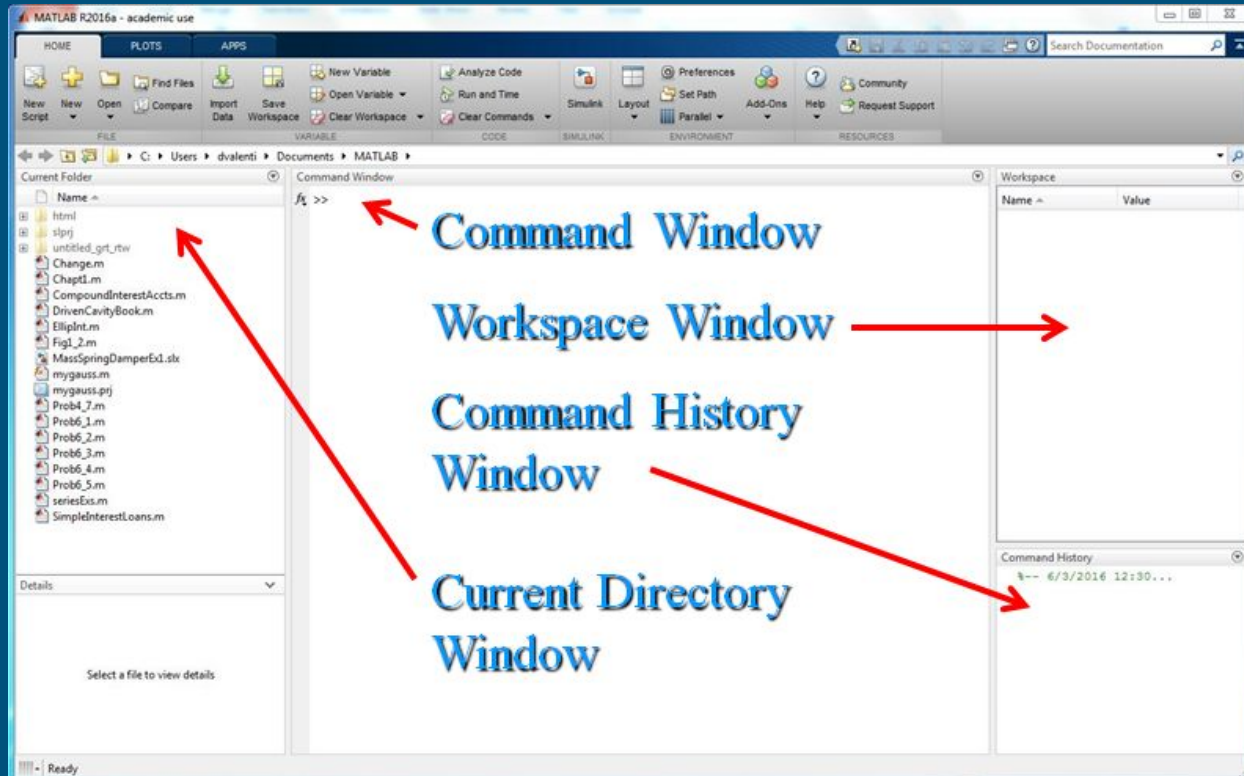 MATLAB R2016a - academic use
HOME PLOTS APPS
Search Documentation
New Script
New
Open
Find Files
Compare
Import Data
Save Workspace
New Variable
Open Variable
Clear Workspace
Analyze Code
Run and Time
Clear Commands
Simulink
Layout
Preferences
Set Path
Parallel
Add-Ons
Help
Community
Request Support
FILE VARIABLE CODE SIMULINK ENVIRONMENT RESOURCES
C: Users dvalenti Documents MATLAB
Current Folder
Name
html
slprj
untitled_grt_rtw
Change.m
Chapt1.m
CompoundInterestAccts.m
DrivenCavityBook.m
EllipInt.m
Fig1_2.m
MassSpringDamperEx1.slx
mygauss.m
mygauss.prj
Prob4_7.m
Prob6_1.m
Prob6_2.m
Prob6_3.m
Prob6_4.m
Prob6_5.m
seriesExs.m
SimpleInterestLoans.m
Details
Select a file to view details
Command Window
fx >>
Command Window
Workspace Window
Command History
Window
Current Directory
Window
Workspace
Name Value
Command History
%-- 6/3/2016 12:30...
Ready